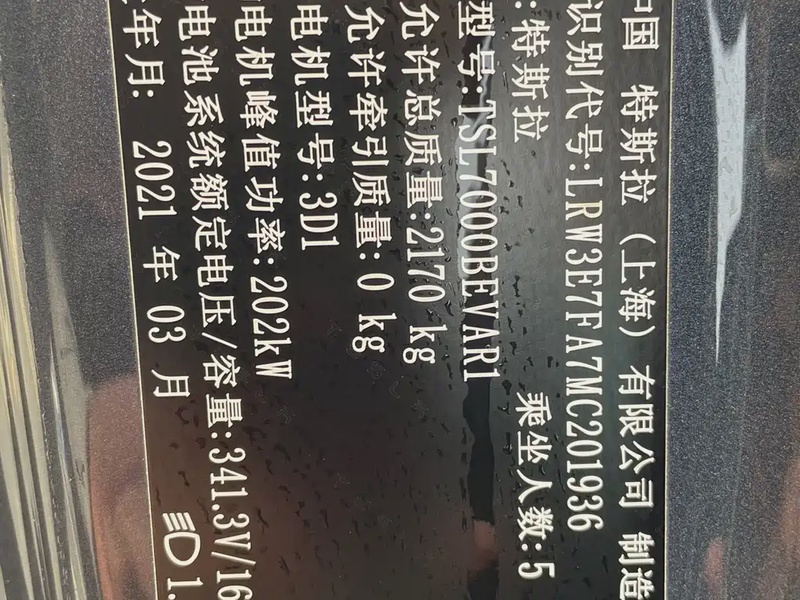 中国 特斯拉（上海）有限公司 制造
识别代号:LRW3E7FA7MC201936
:特斯拉 乘坐人数:5
型号:TSL7000BEVAR1
允许总质量:2170 kg
允许牵引质量:0 kg
电机型号:3D1
电机峰值功率:202kW
电池系统额定电压/容量:341.3V/16
年月: 2021 年 03 月 1.